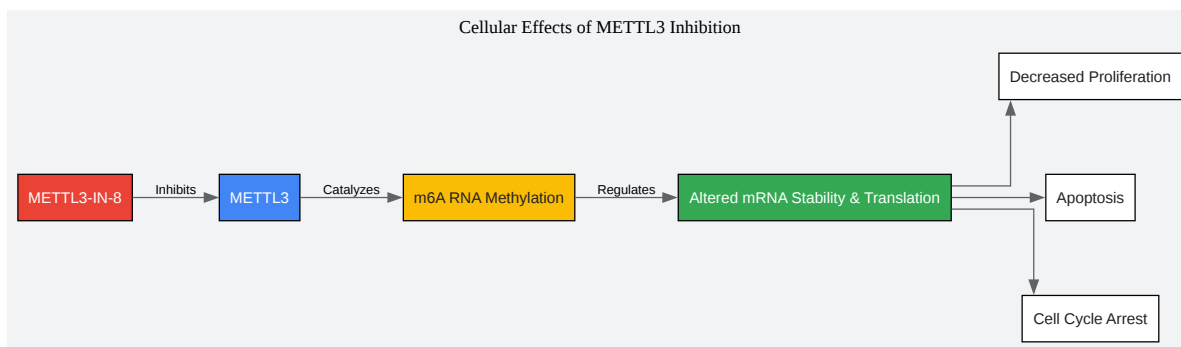 Cellular Effects of METTL3 Inhibition
Decreased Proliferation
METTL3-IN-8
Inhibits
METTL3
Catalyzes
m6A RNA Methylation
Regulates
Altered mRNA Stability & Translation
Apoptosis
Cell Cycle Arrest